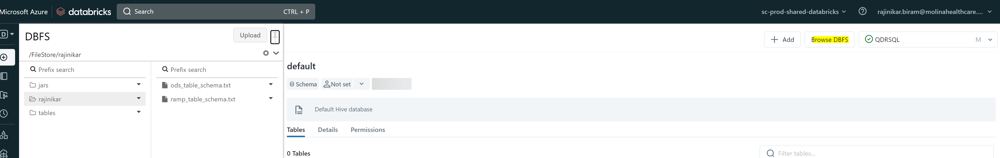 Microsoft Azure databricks Search CTRL + P sc-prod-shared-databricks rajinikar.biram@molinahealthcare....
D
DBFS Upload
/FileStore/rajinikar
Prefix search Prefix search
jars ods_table_schema.txt
rajinikar ramp_table_schema.txt
tables
Add Browse DBFS QDRSQL M
default
Schema Not set
Default Hive database
Tables Details Permissions
0 Tables Filter tables...